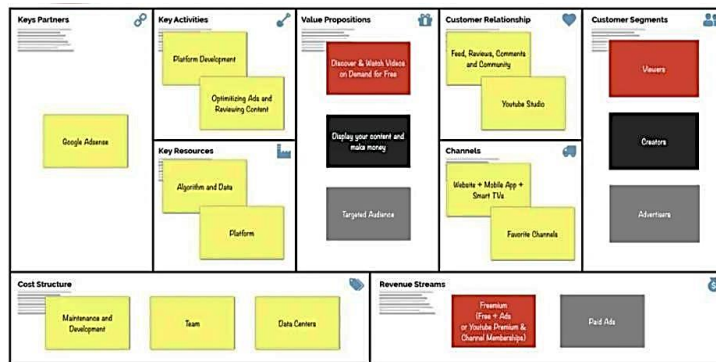 Keys Partners
Google Adsense
Key Activities
Platform Development
Optimitizing Ads and
Reviewing Content
Key Resources
Algorithm and Data
Platform
Value Propositions
Discover & Watch Videos
on Demand for Free
Display your content and
make money
Targeted Audience
Customer Relationship
Feed, Reviews, Comments
and Community
Youtube Studio
Channels
Website + Mobile App +
Smart TVs
Favorite Channels
Customer Segments
Viewers
Creators
Advertisers
Cost Structure
Maintenance and
Development
Team
Data Centers
Revenue Streams
Freemium
(Free + Ads
or Youtube Premium &
Channel Memberships)
Paid Ads